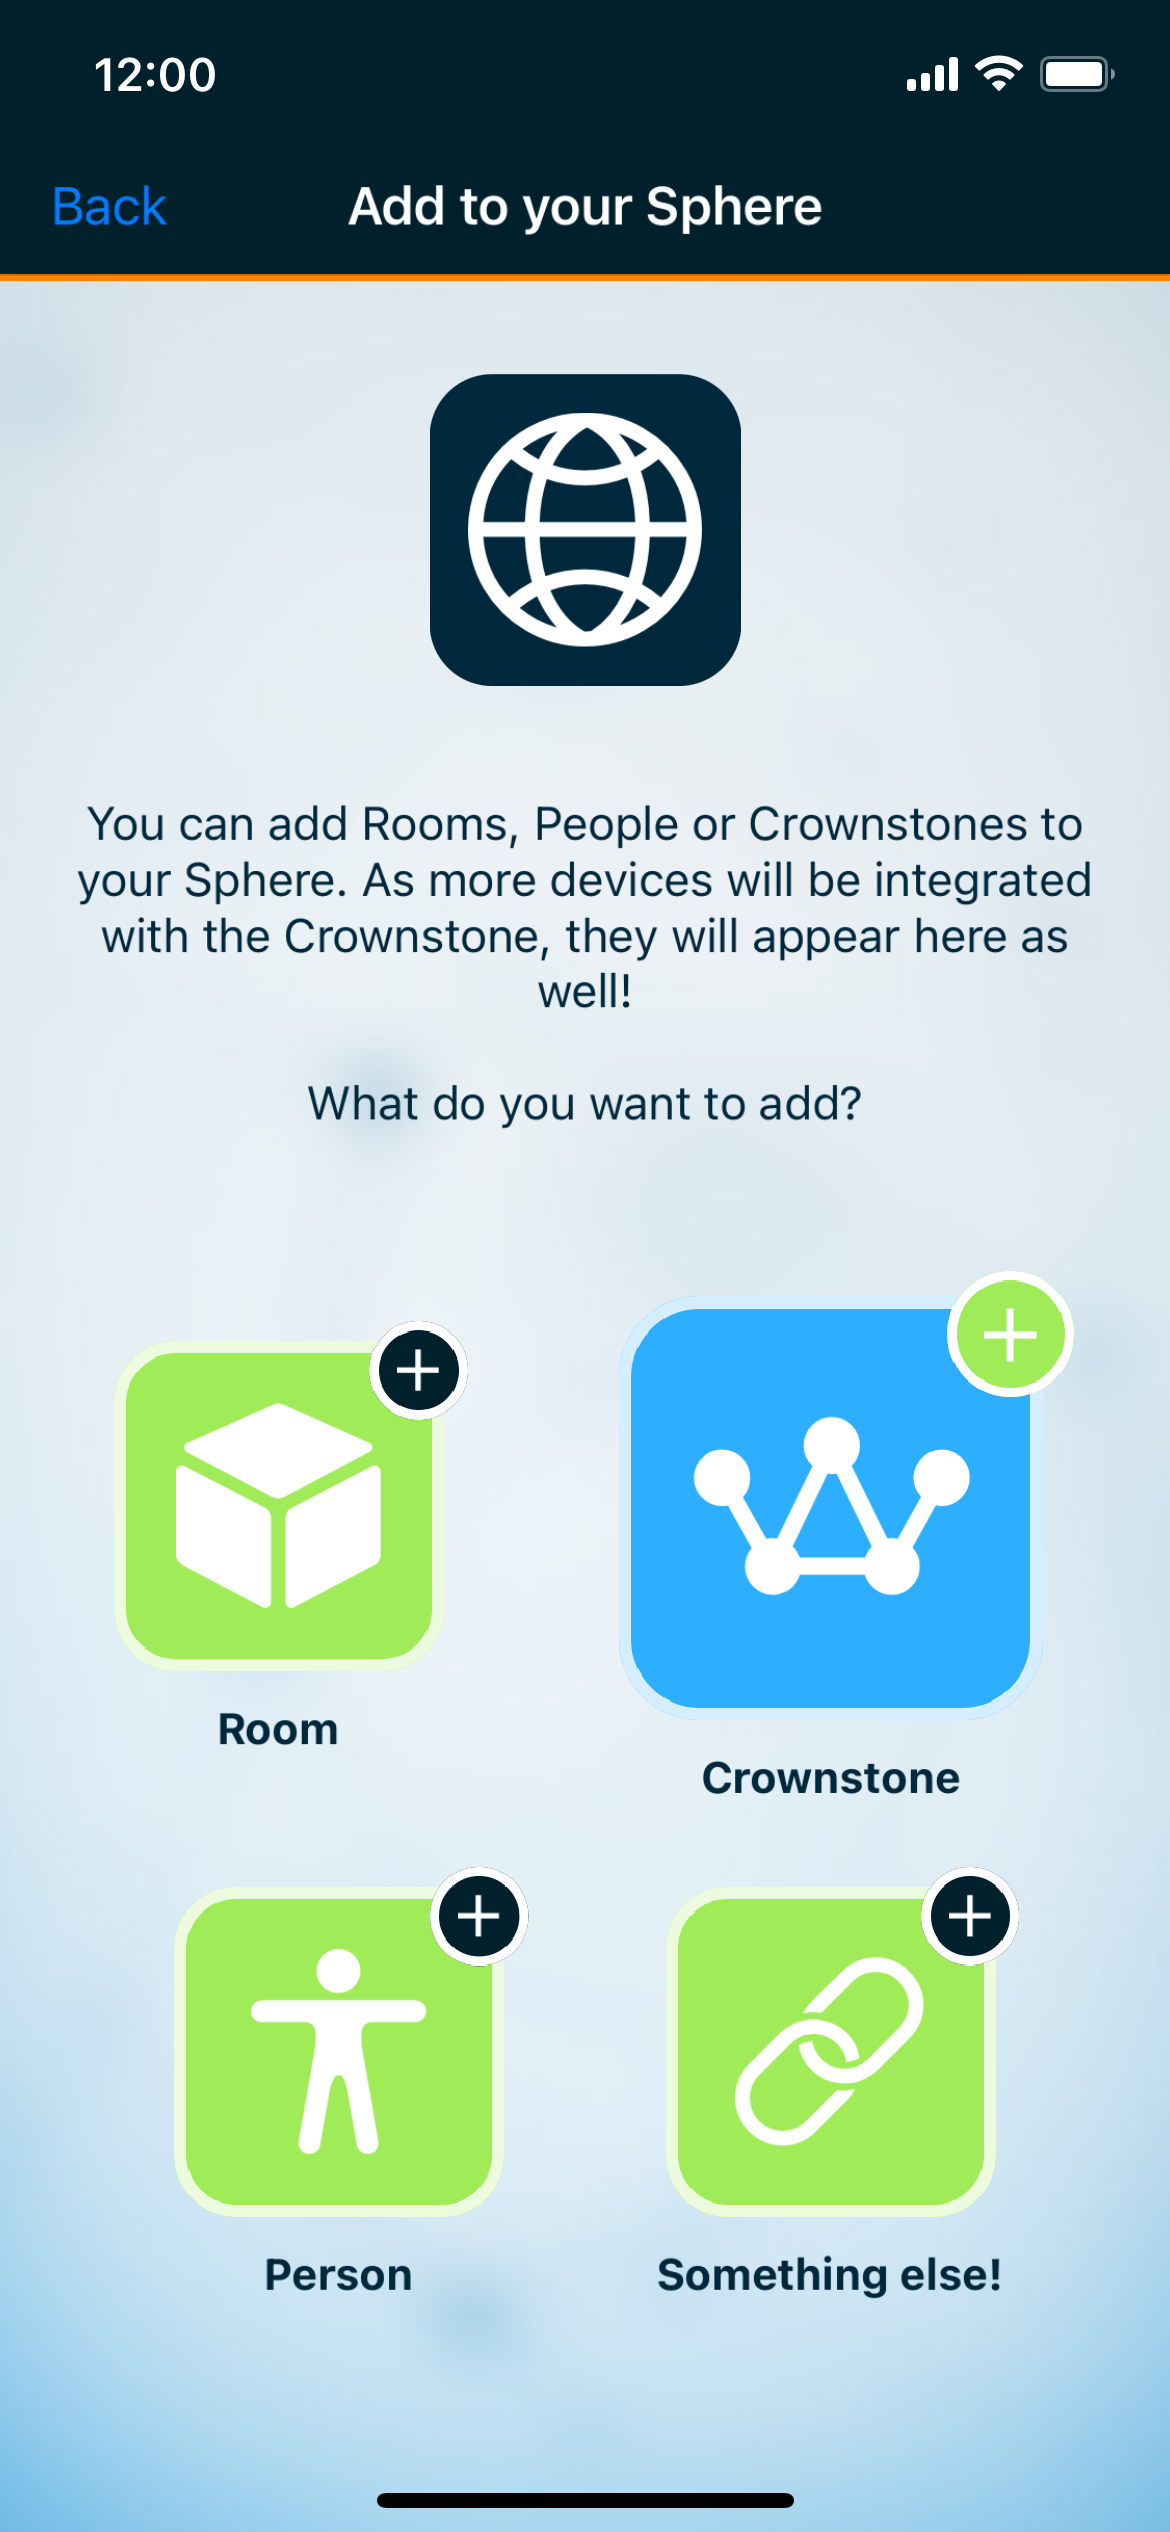 12:00
Back
Add to your Sphere
You can add Rooms, People or Crownstones to
your Sphere. As more devices will be integrated
with the Crownstone, they will appear here as
well!
What do you want to add?
Room
Crownstone
Person
Something else!